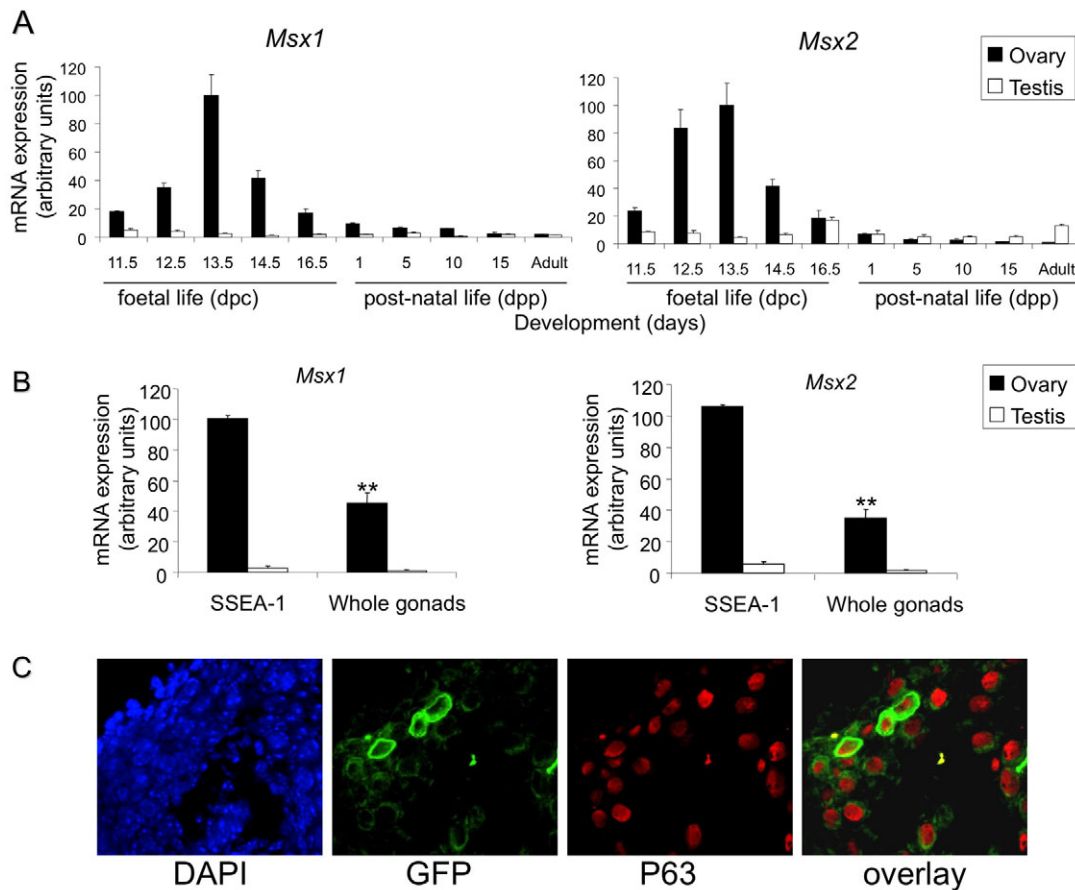 A
Msx1
Msx2
Ovary
Testis
mRNA expression
(arbitrary units)
120
100
80
60
40
20
0
11.5 12.5 13.5 14.5 16.5 1 5 10 15 Adult
foetal life (dpc) post-natal life (dpp)
120
100
80
60
40
20
0
11.5 12.5 13.5 14.5 16.5 1 5 10 15 Adult
foetal life (dpc) post-natal life (dpp)
Development (days)
B
Msx1
Msx2
Ovary
Testis
mRNA expression
(arbitrary units)
120
100
80
60
40
20
0
**
SSEA-1 Whole gonads
mRNA expression
(arbitrary units)
120
100
80
60
40
20
0
**
SSEA-1 Whole gonads
C
DAPI GFP P63 overlay